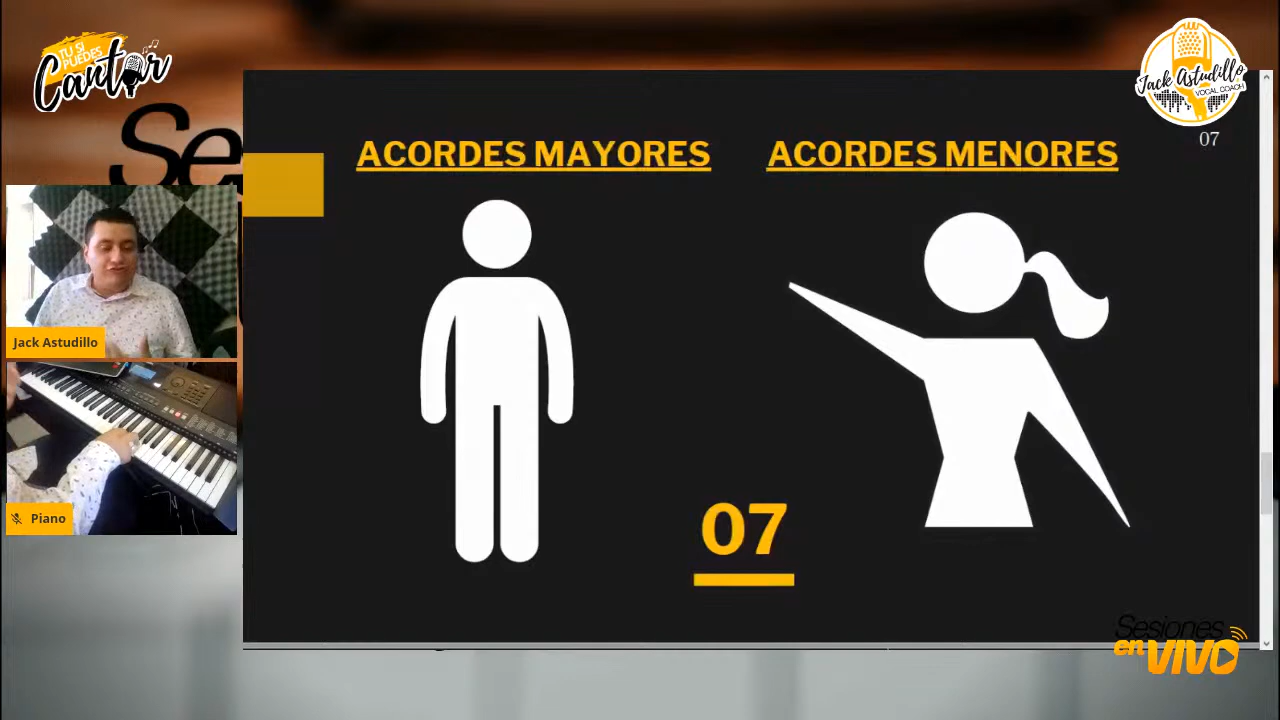 TU SI
PUEDES
Cantar
Jack Astudillo
VOCAL COACH
07
Se
ACORDES MAYORES
ACORDES MENORES
Jack Astudillo
Piano
07
Sesiones
en VIVO